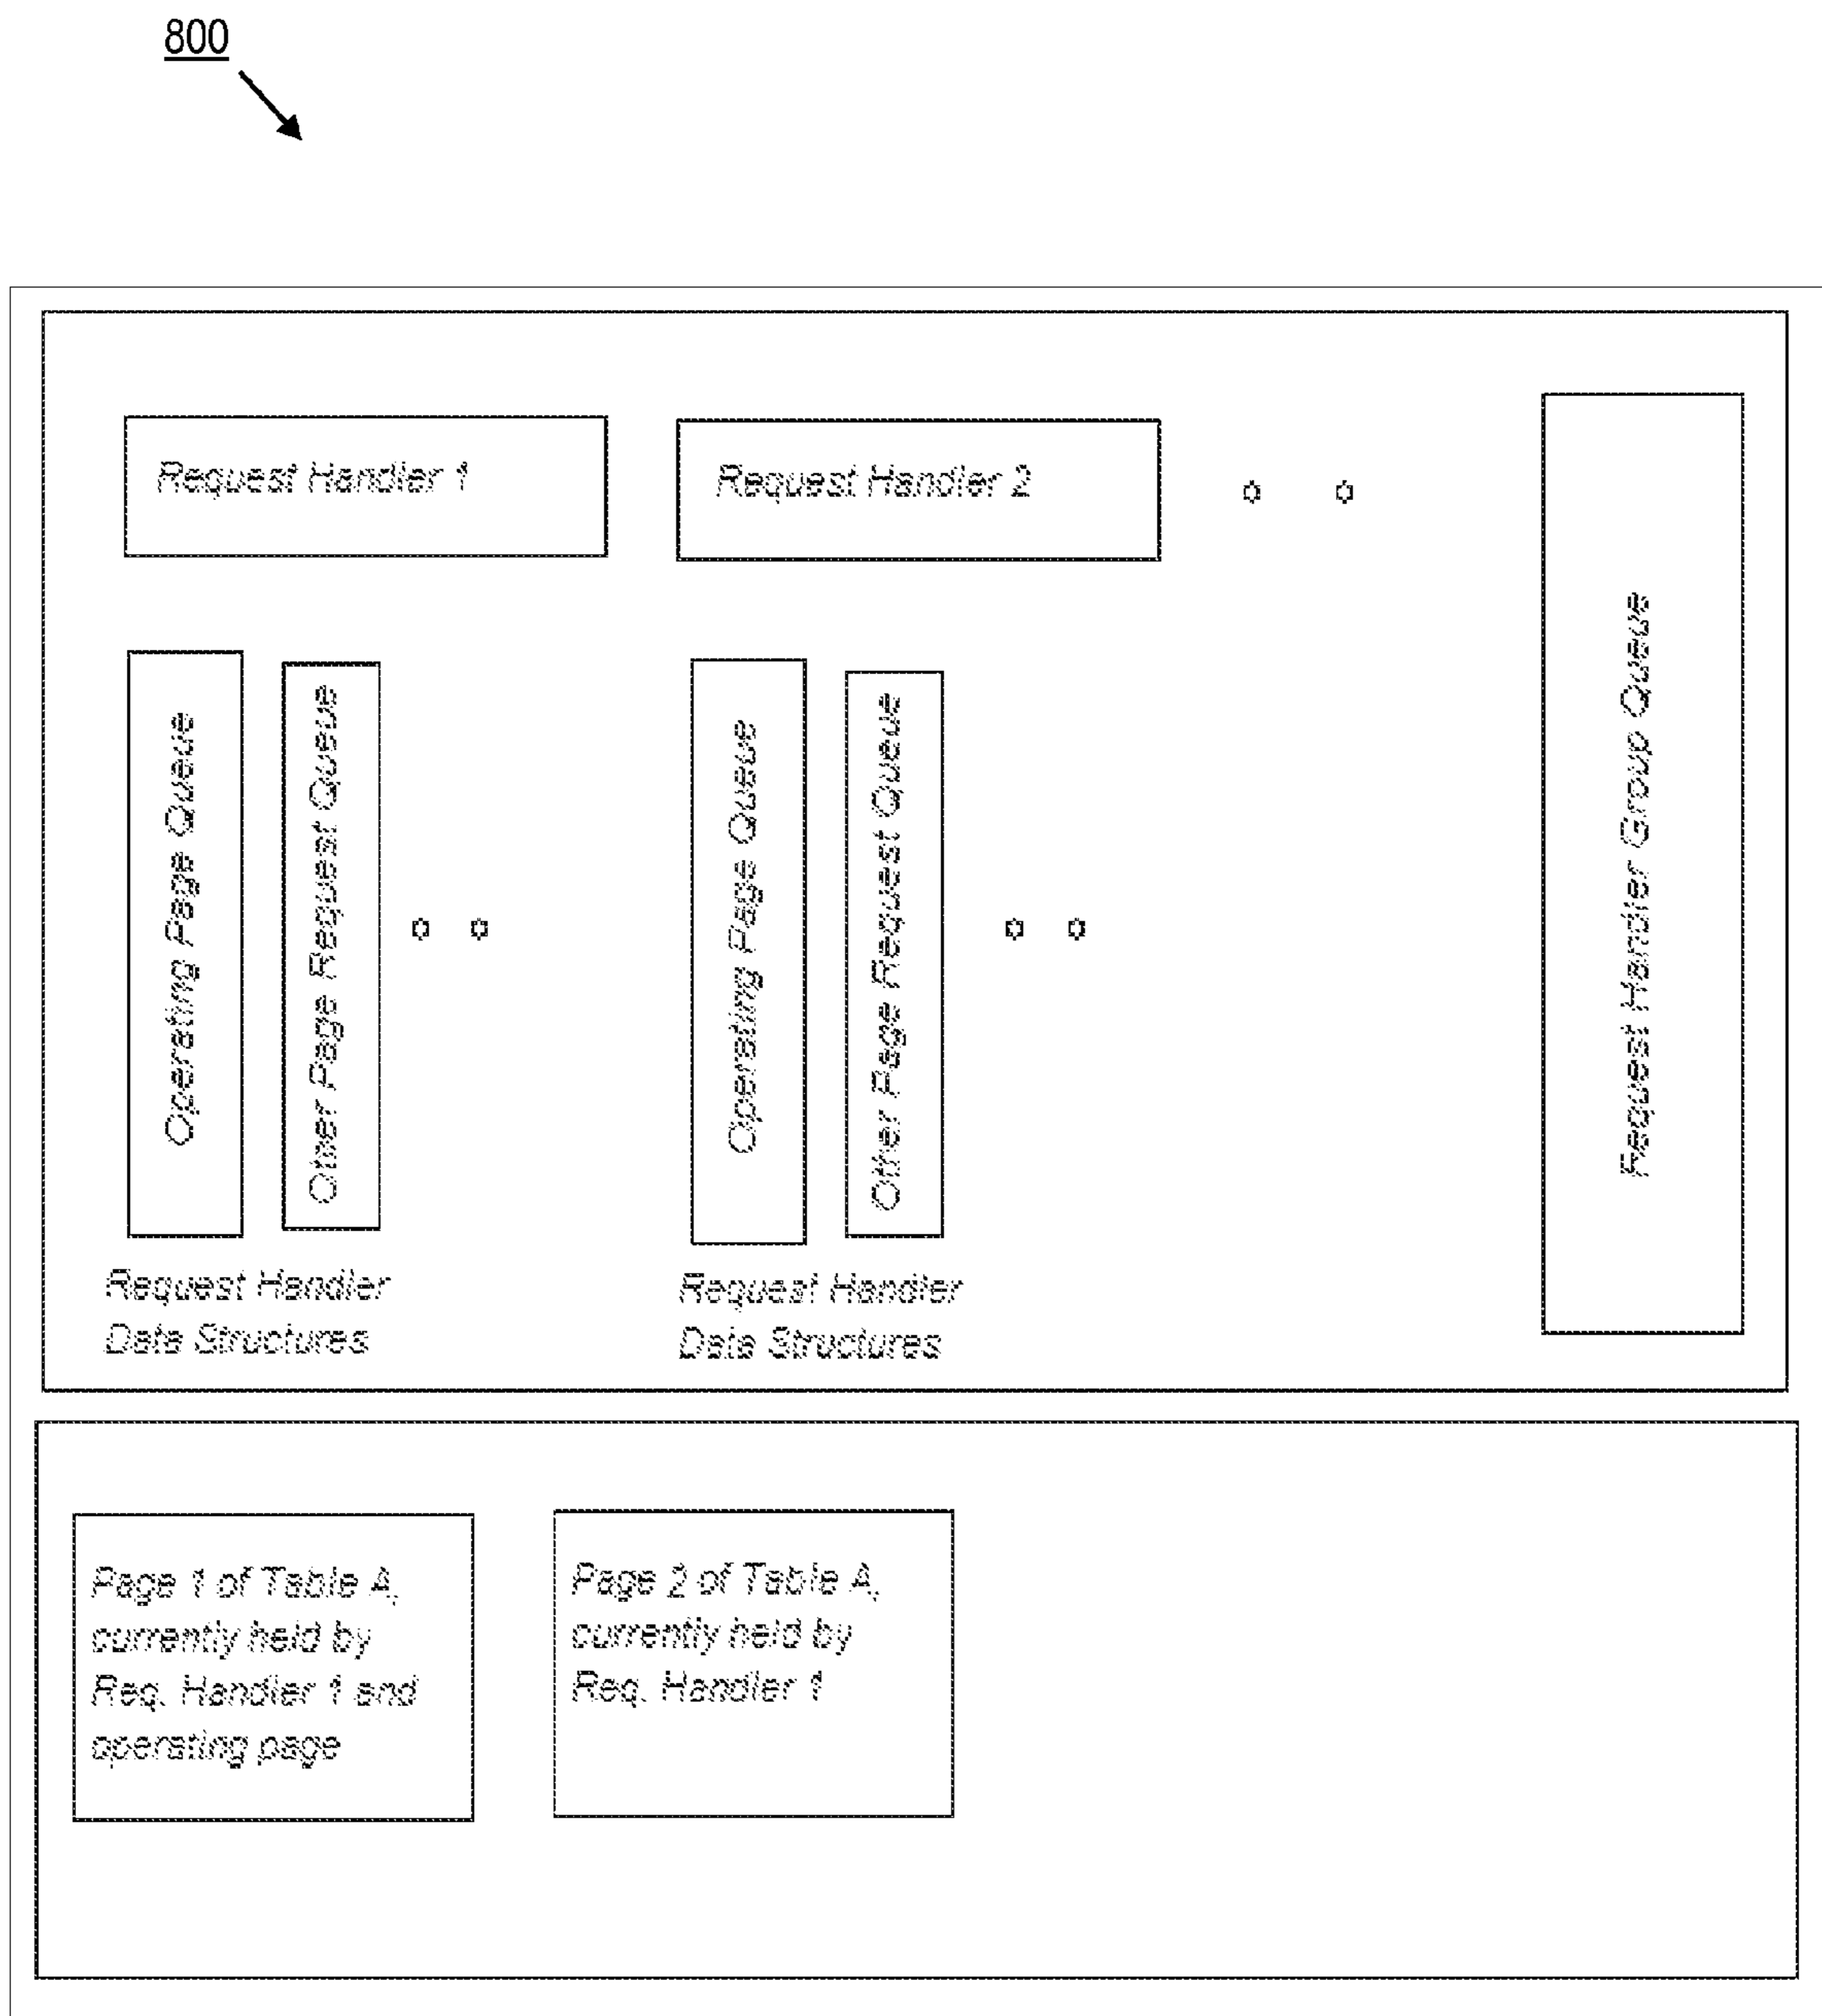 800
Request Handler 1
Request Handler 2
Operating Page Queue
Other Page Request Queue
Operating Page Queue
Other Page Request Queue
Request Handler Group Queue
Request Handler
Data Structures
Request Handler
Data Structures
Page 1 of Table A,
currently held by
Req. Handler 1 and
operating page
Page 2 of Table A,
currently held by
Req. Handler 1